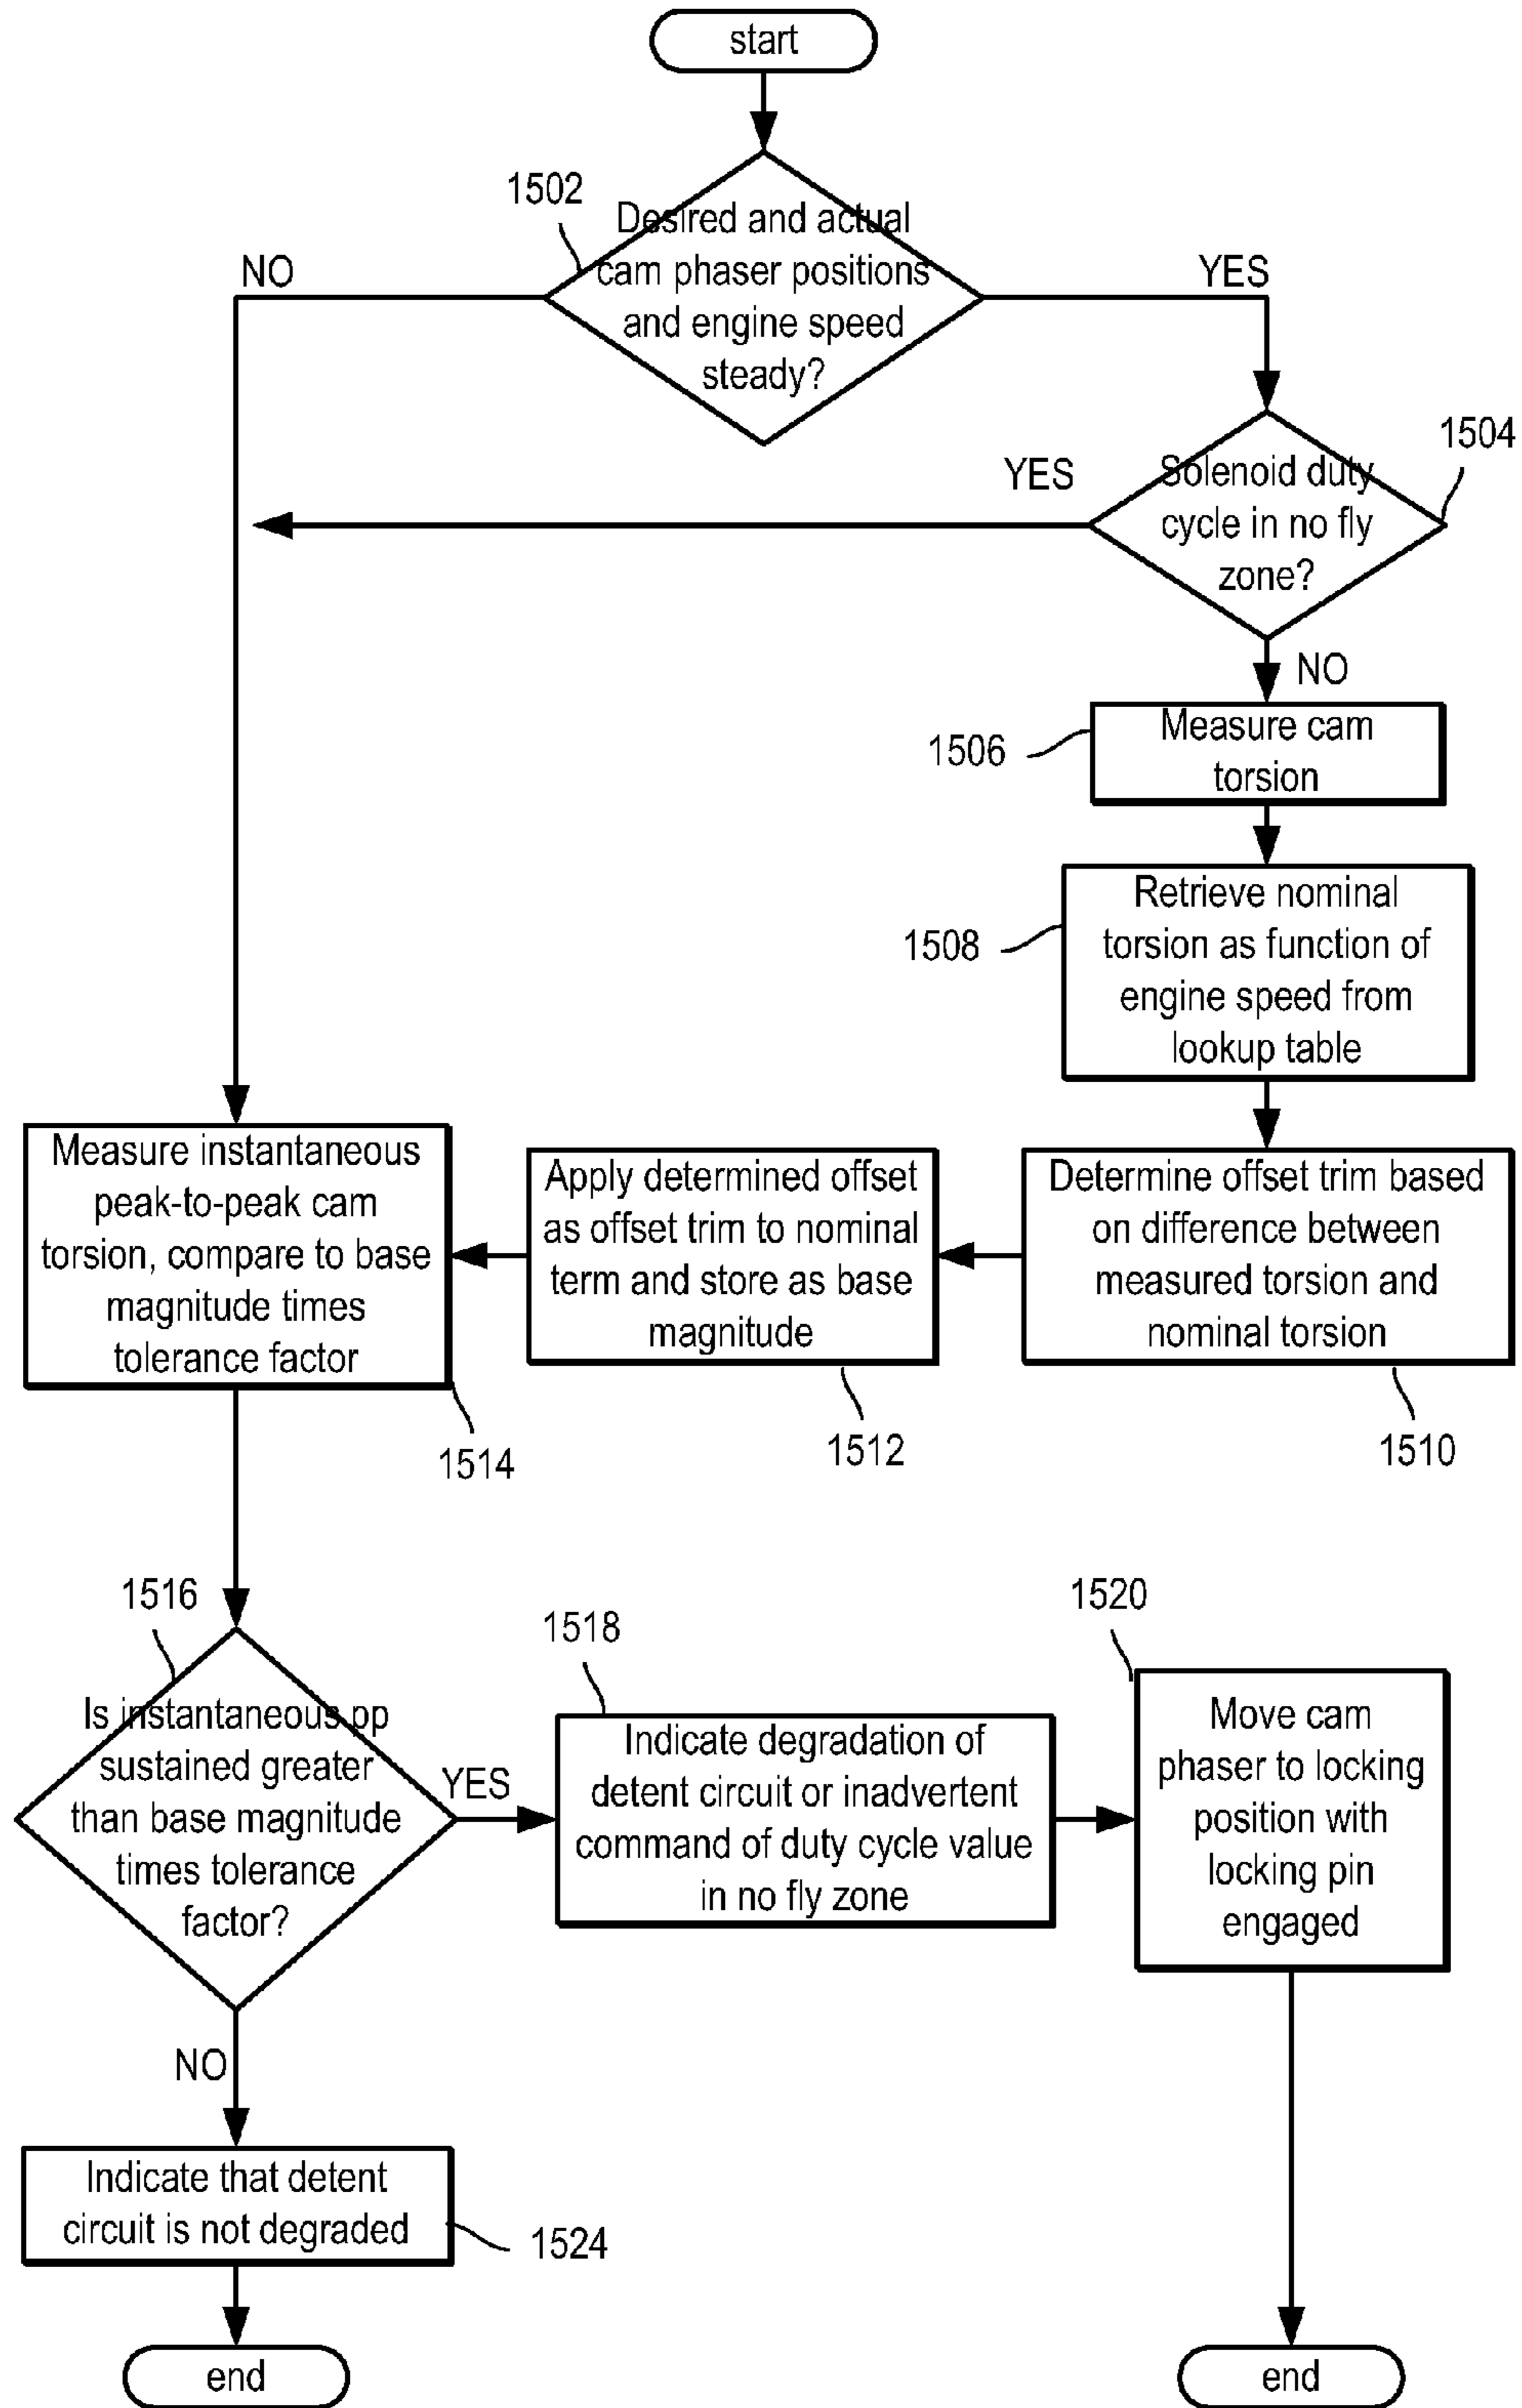 start
1502
Desired and actual
cam phaser positions
and engine speed
steady?
NO
YES
1504
Solenoid duty
cycle in no fly
zone?
YES
NO
1506
Measure cam
torsion
1508
Retrieve nominal
torsion as function of
engine speed from
lookup table
Measure instantaneous
peak-to-peak cam
torsion, compare to base
magnitude times
tolerance factor
1514
Apply determined offset
as offset trim to nominal
term and store as base
magnitude
1512
Determine offset trim based
on difference between
measured torsion and
nominal torsion
1510
1516
Is instantaneous pp
sustained greater
than base magnitude
times tolerance
factor?
YES
1518
Indicate degradation of
detent circuit or inadvertent
command of duty cycle value
in no fly zone
1520
Move cam
phaser to locking
position with
locking pin
engaged
NO
Indicate that detent
circuit is not degraded
1524
end
end